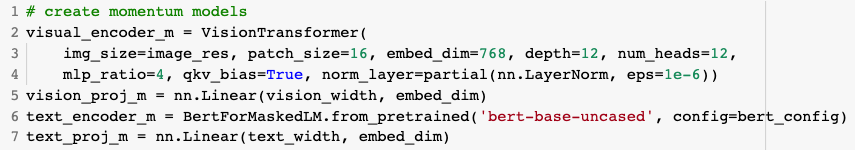 1 # create momentum models
2 visual_encoder_m = VisionTransformer(
3     img_size=image_res, patch_size=16, embed_dim=768, depth=12, num_heads=12,
4     mlp_ratio=4, qkv_bias=True, norm_layer=partial(nn.LayerNorm, eps=1e-6))
5 vision_proj_m = nn.Linear(vision_width, embed_dim)
6 text_encoder_m = BertForMaskedLM.from_pretrained('bert-base-uncased', config=bert_config)
7 text_proj_m = nn.Linear(text_width, embed_dim)